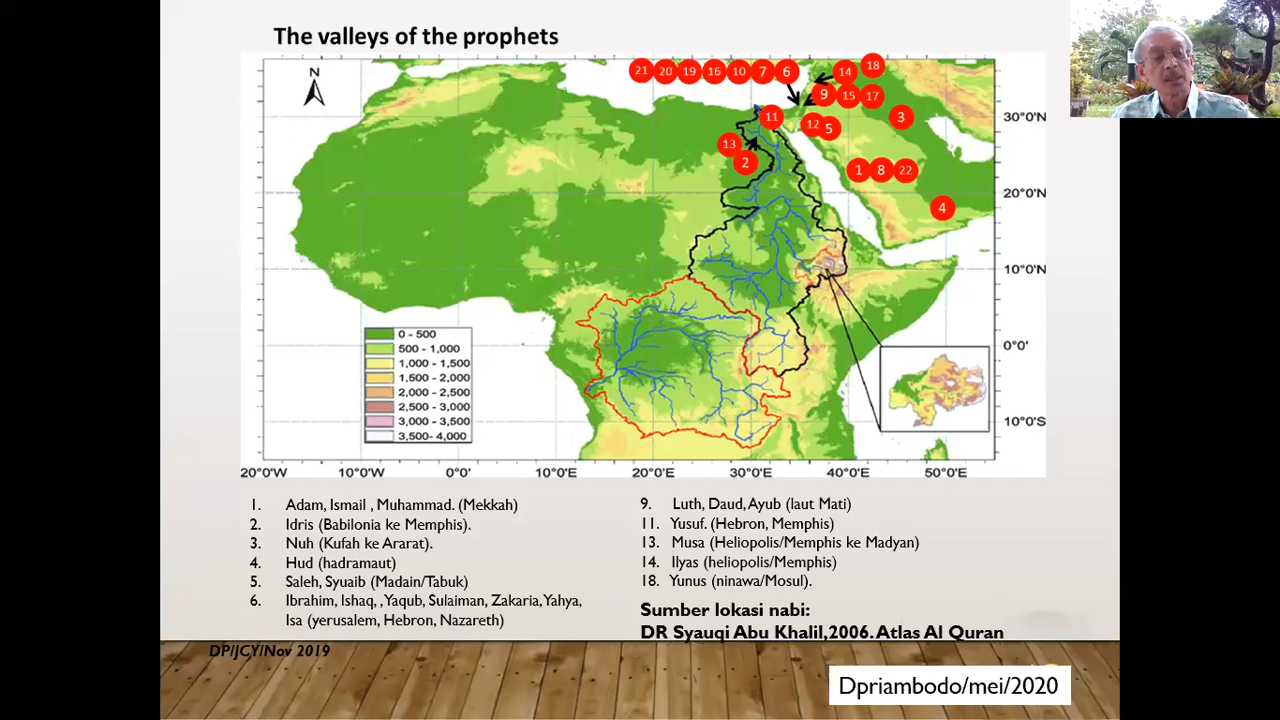 The valleys of the prophets
N
21 20 19 16 10 7 6 14 18
9 15 17
11 12 5 3
13
2
1 8 22
4
30°0'N
20°0'N
10°0'N
0°0'
10°0'S
0 - 500
500 - 1,000
1,000 - 1,500
1,500 - 2,000
2,000 - 2,500
2,500 - 3,000
3,000 - 3,500
3,500- 4,000
20°0'W 10°0'W 0°0' 10°0'E 20°0'E 30°0'E 40°0'E 50°0'E
1. Adam, Ismail , Muhammad. (Mekkah)
2. Idris (Babilonia ke Memphis).
3. Nuh (Kufah ke Ararat).
4. Hud (hadramaut)
5. Saleh, Syuaib (Madain/Tabuk)
6. Ibrahim, Ishaq, ,Yaqub, Sulaiman, Zakaria, Yahya,
Isa (yerusalem, Hebron, Nazareth)
9. Luth, Daud, Ayub (laut Mati)
11. Yusuf. (Hebron, Memphis)
13. Musa (Heliopolis/Memphis ke Madyan)
14. Ilyas (heliopolis/Memphis)
18. Yunus (ninawa/Mosul).
Sumber lokasi nabi:
DR Syauqi Abu Khalil,2006. Atlas Al Quran
DP/JCY/Nov 2019
Dpriambodo/mei/2020